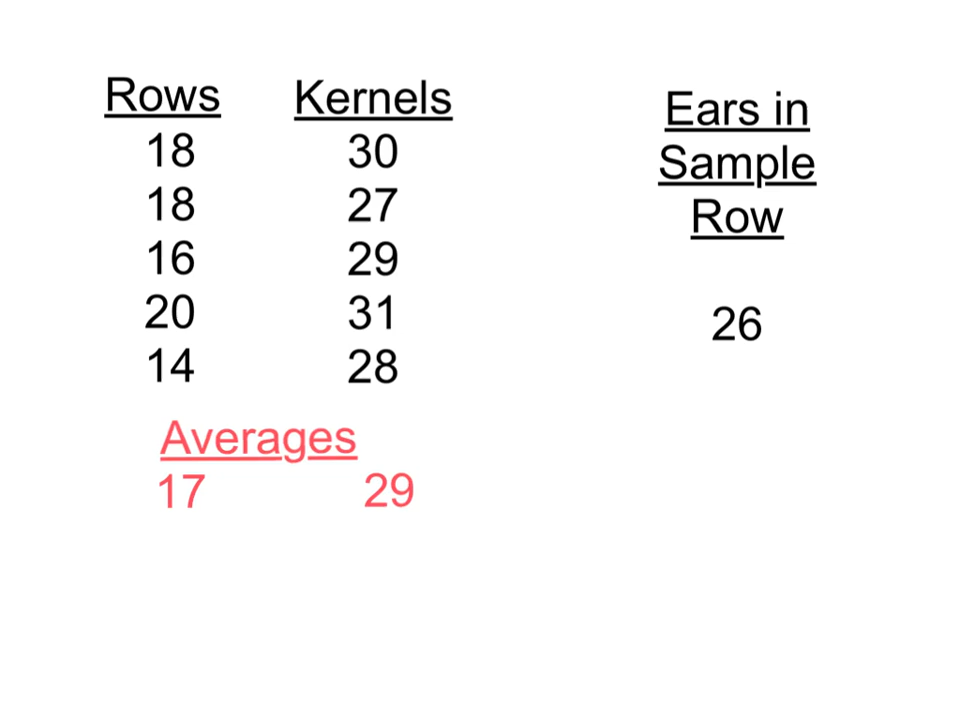 Rows Kernels
18 30
18 27
16 29
20 31
14 28
Averages
17 29
Ears in
Sample
Row
26